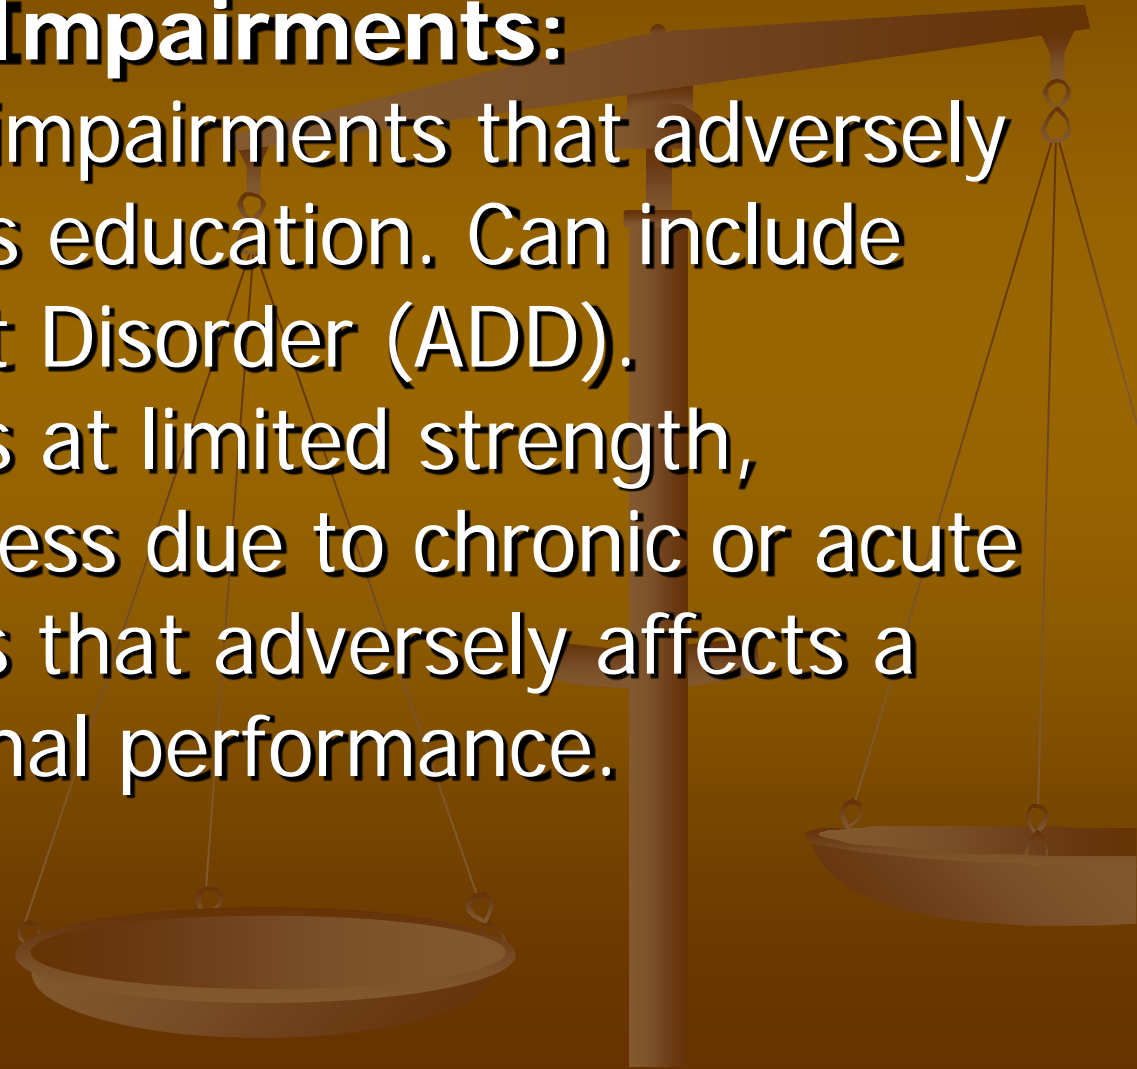 Impairments:
impairments that adversely
s education. Can include
t Disorder (ADD).
s at limited strength,
ess due to chronic or acute
s that adversely affects a
nal performance.